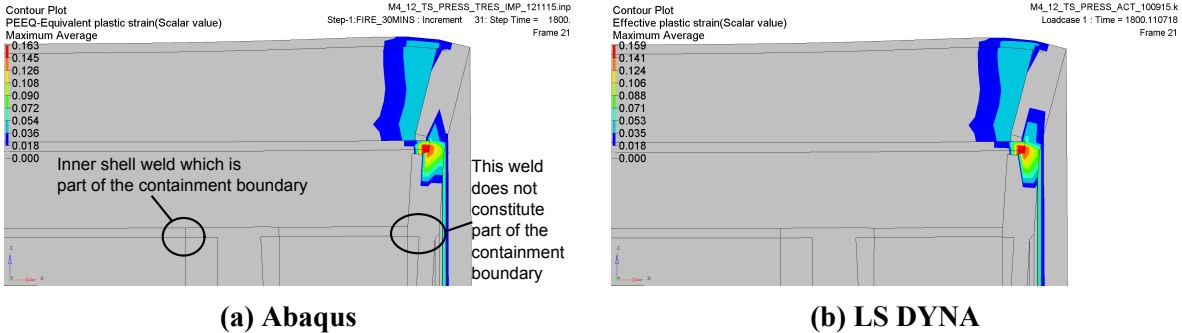 Contour Plot
PEEQ-Equivalent plastic strain(Scalar value)
Maximum Average
M4_12_TS_PRESS_TRES_IMP_121115.inp
Step-1:FIRE_30MINS : Increment 31: Step Time = 1800.
Frame 21
0.163
0.145
0.126
0.108
0.090
0.072
0.054
0.036
0.018
0.000
Inner shell weld which is
part of the containment boundary
This weld
does not
constitute
part of the
containment
boundary
Z
Y
X
(a) Abaqus
Contour Plot
Effective plastic strain(Scalar value)
Maximum Average
M4_12_TS_PRESS_ACT_100915.k
Loadcase 1 : Time = 1800.110718
Frame 21
0.159
0.141
0.124
0.106
0.088
0.071
0.053
0.035
0.018
0.000
Z
Y
X
(b) LS DYNA